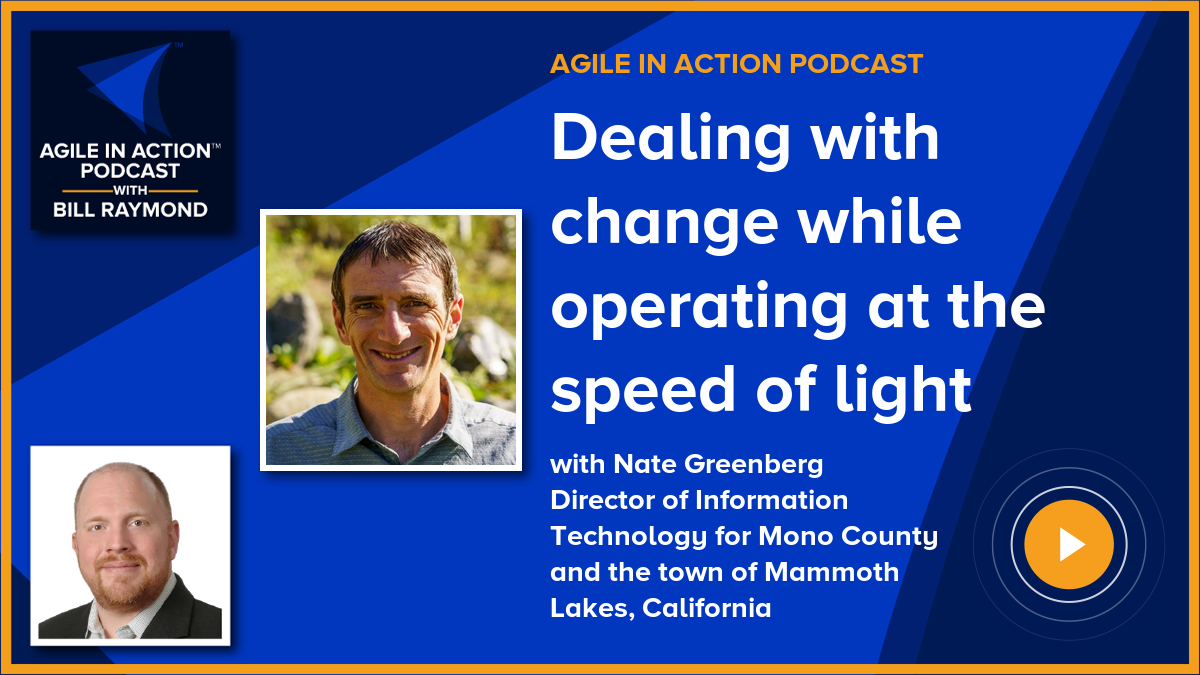 TM
AGILE IN ACTION™
PODCAST
WITH
BILL RAYMOND
AGILE IN ACTION PODCAST
Dealing with
change while
operating at the
speed of light
with Nate Greenberg
Director of Information
Technology for Mono County
and the town of Mammoth
Lakes, California